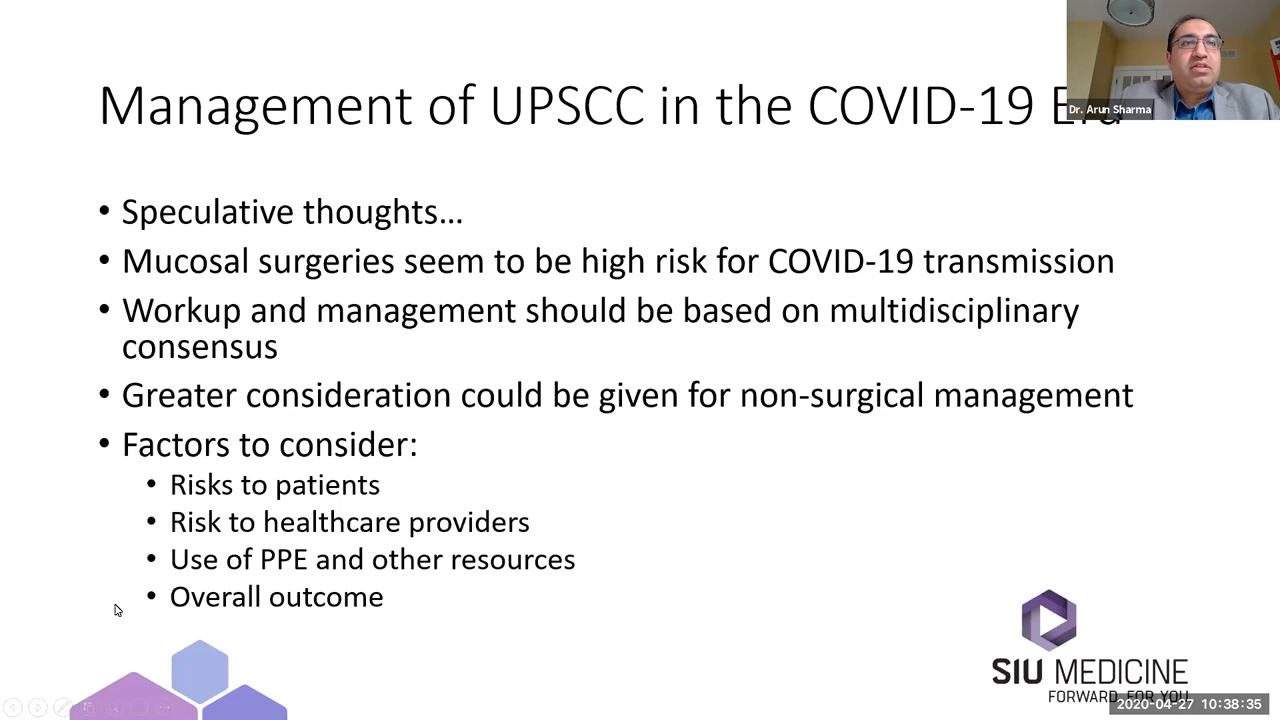 Management of UPSCC in the COVID-19 Era
Dr. Arun Sharma
• Speculative thoughts…
• Mucosal surgeries seem to be high risk for COVID-19 transmission
• Workup and management should be based on multidisciplinary
consensus
• Greater consideration could be given for non-surgical management
• Factors to consider:
• Risks to patients
• Risk to healthcare providers
• Use of PPE and other resources
• Overall outcome
SIU MEDICINE
FORWARD. FOR YOU.
2020-04-27 10:38:35